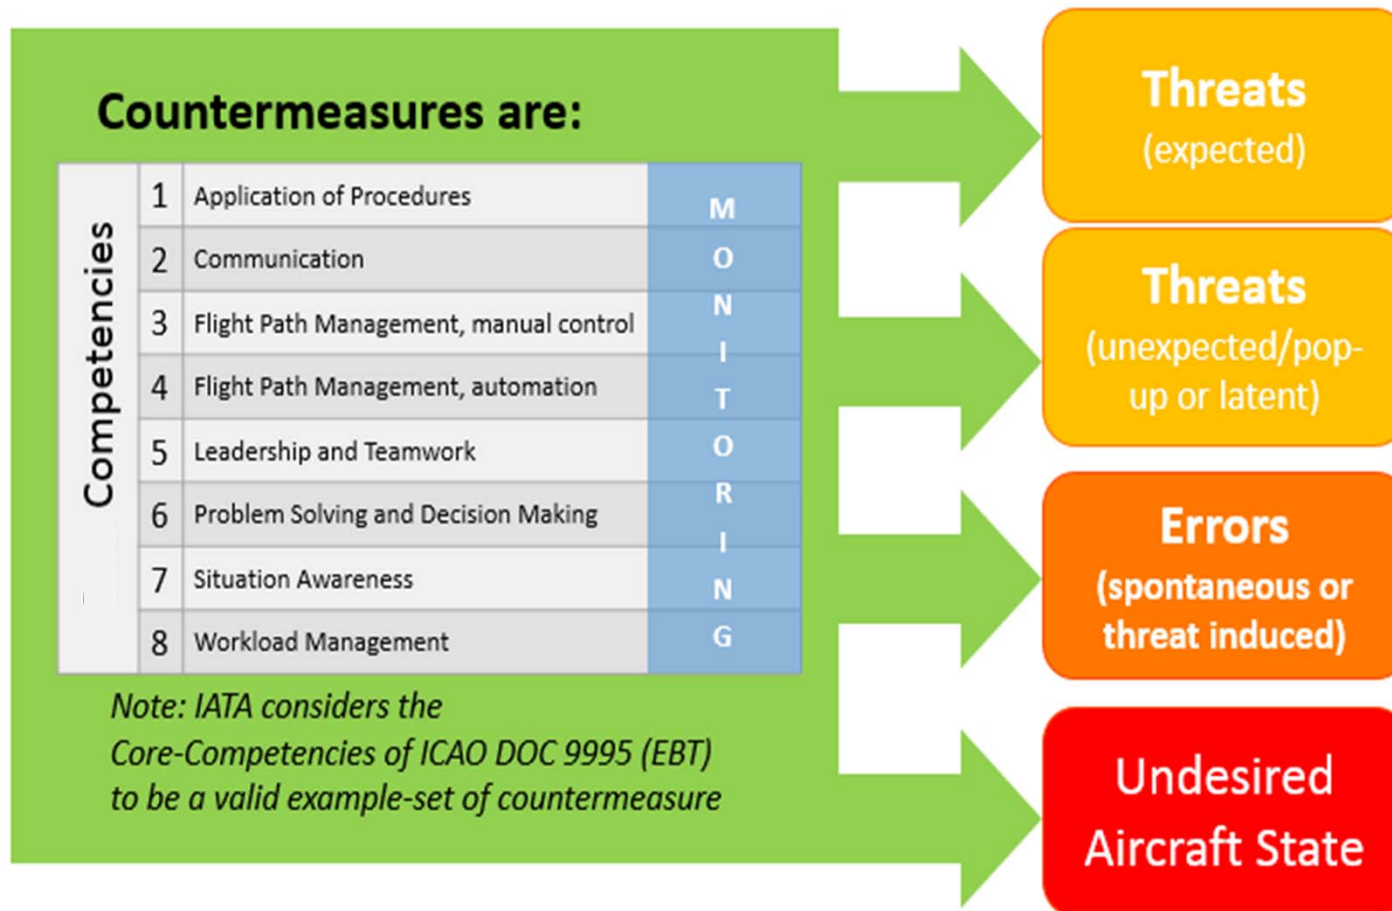 Countermeasures are:
Competencies
1 Application of Procedures
2 Communication
3 Flight Path Management, manual control
4 Flight Path Management, automation
5 Leadership and Teamwork
6 Problem Solving and Decision Making
7 Situation Awareness
8 Workload Management
MONITORING
Note: IATA considers the
Core-Competencies of ICAO DOC 9995 (EBT)
to be a valid example-set of countermeasure
Threats
(expected)
Threats
(unexpected/pop-
up or latent)
Errors
(spontaneous or
threat induced)
Undesired
Aircraft State